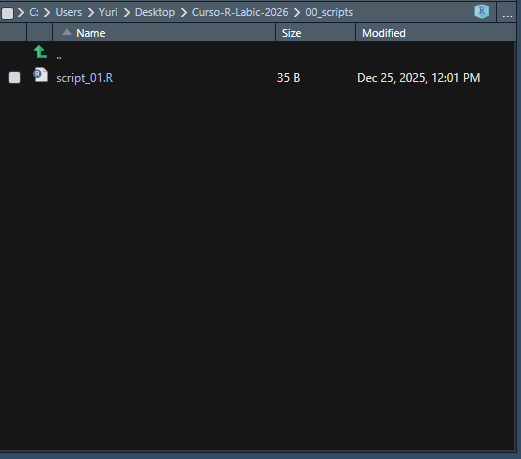 C: Users Yuri Desktop Curso-R-Labic-2026 00_scripts R ...
Name Size Modified
..
R script_01.R 35 B Dec 25, 2025, 12:01 PM